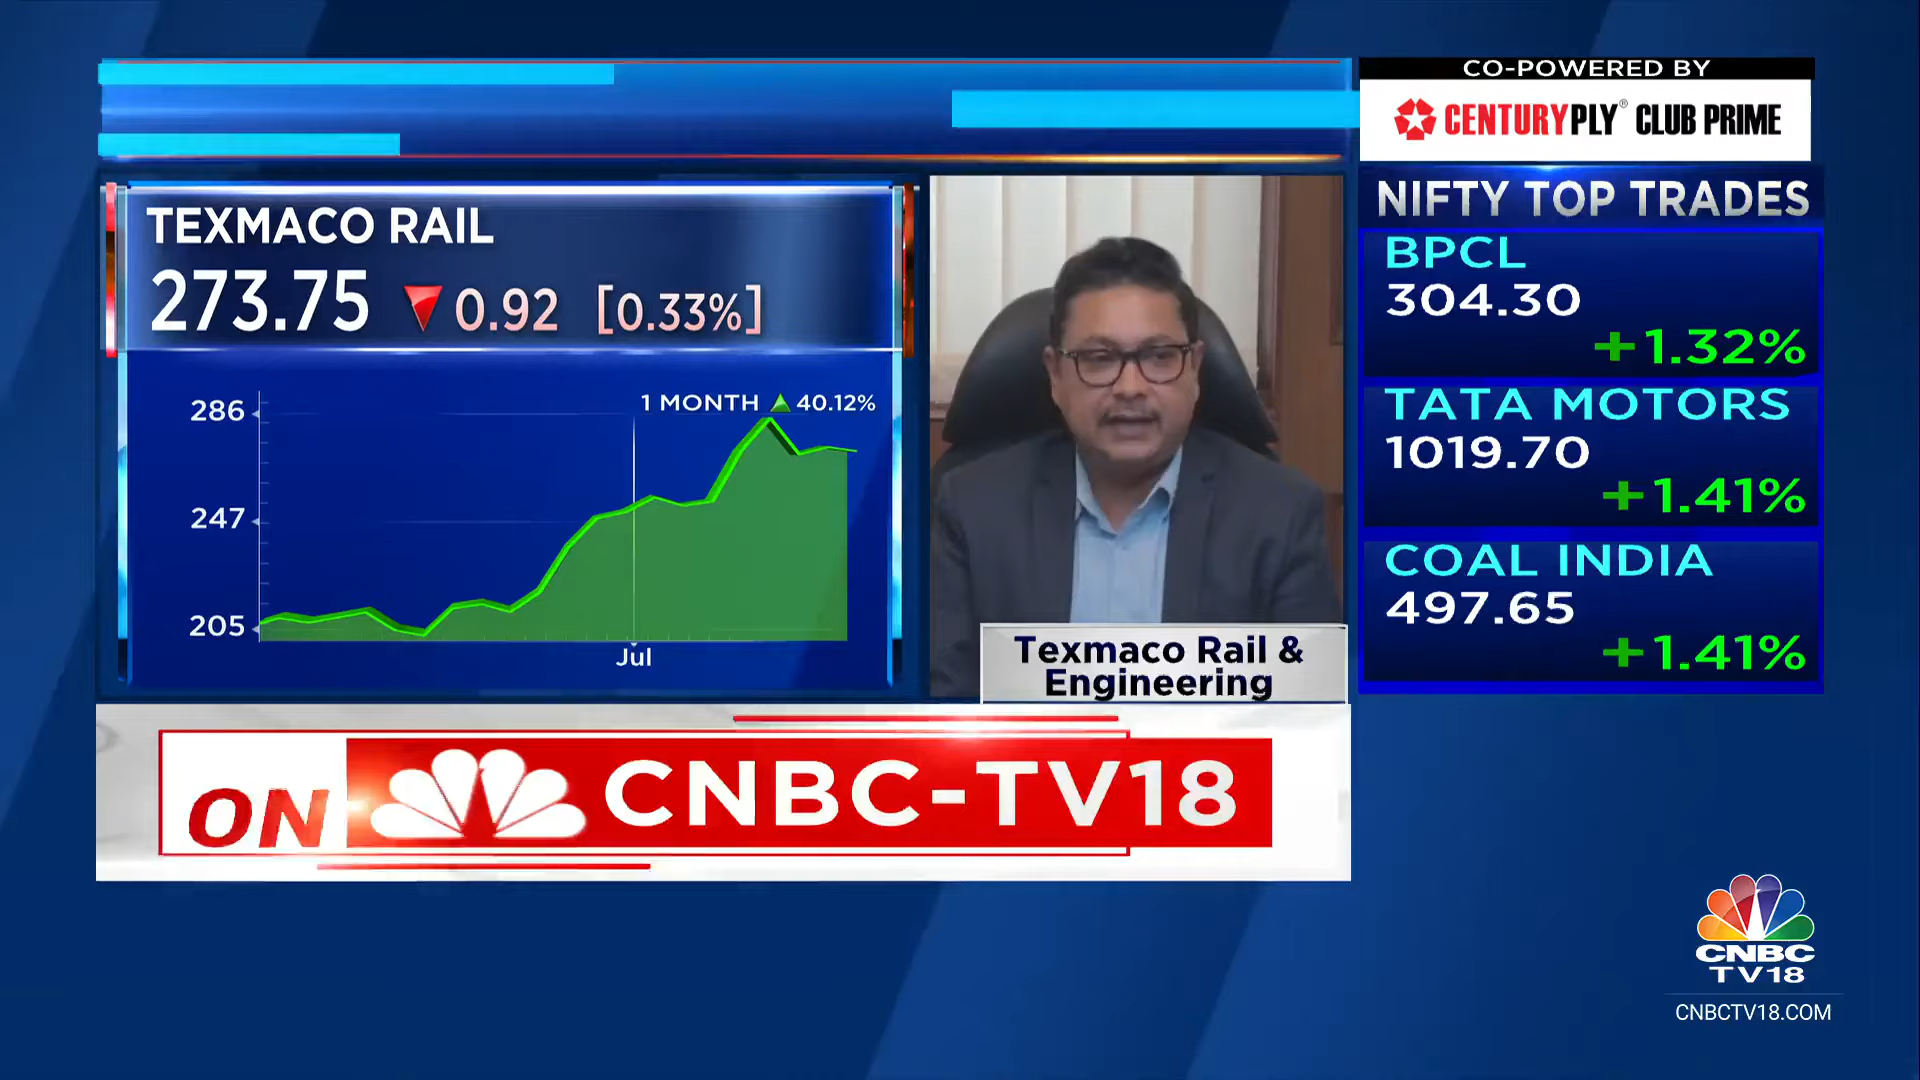 CO-POWERED BY
CENTURYPLY® CLUB PRIME
TEXMACO RAIL
273.75 ▼ 0.92 [0.33%]
1 MONTH ▲ 40.12%
286
247
205
Jul
Texmaco Rail &
Engineering
NIFTY TOP TRADES
BPCL
304.30
+1.32%
TATA MOTORS
1019.70
+1.41%
COAL INDIA
497.65
+1.41%
ON CNBC-TV18
CNBC
TV18
CNBCTV18.COM